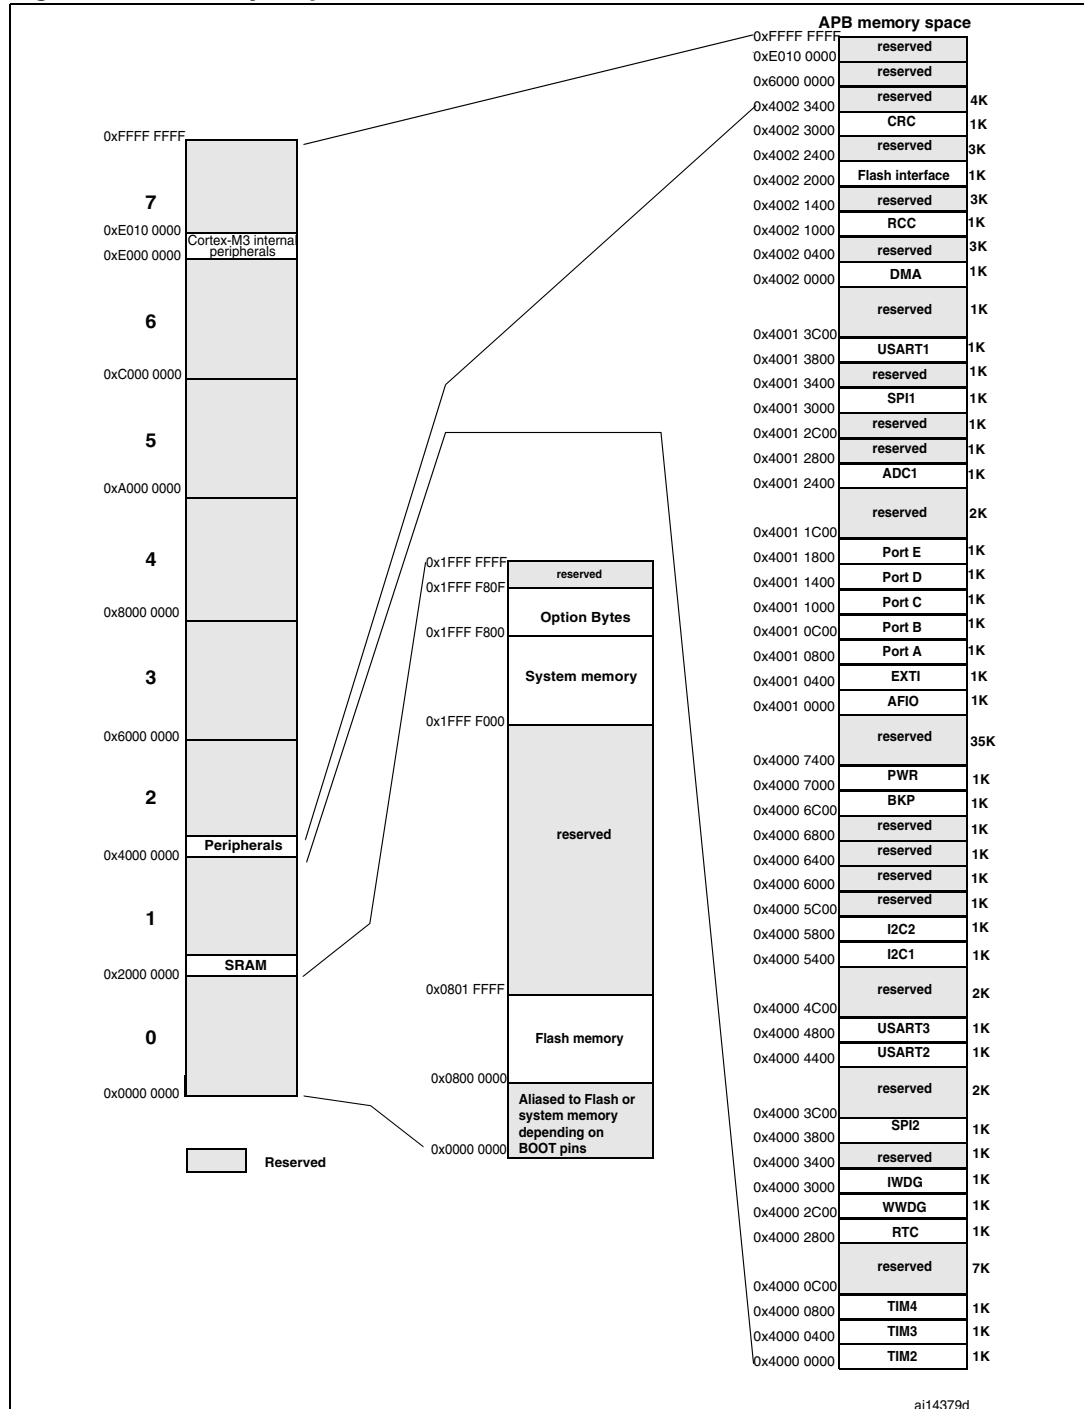 APB memory space
0xFFFF FFFF
reserved
0xE010 0000
reserved
0x6000 0000
reserved
4K
0x4002 3400
CRC
1K
0x4002 3000
reserved
3K
0x4002 2400
Flash interface
1K
0x4002 2000
reserved
3K
0x4002 1400
RCC
1K
0x4002 1000
reserved
3K
0x4002 0400
DMA
1K
0x4002 0000
reserved
1K
0x4001 3C00
USART1
1K
0x4001 3800
reserved
1K
0x4001 3400
SPI1
1K
0x4001 3000
reserved
1K
0x4001 2C00
reserved
1K
0x4001 2800
ADC1
1K
0x4001 2400
reserved
2K
0x4001 1C00
Port E
1K
0x4001 1800
Port D
1K
0x4001 1400
Port C
1K
0x4001 1000
Port B
1K
0x4001 0C00
Port A
1K
0x4001 0800
EXTI
1K
0x4001 0400
AFIO
1K
0x4001 0000
reserved
35K
0x4000 7400
PWR
1K
0x4000 7000
BKP
1K
0x4000 6C00
reserved
1K
0x4000 6800
reserved
1K
0x4000 6400
reserved
1K
0x4000 6000
reserved
1K
0x4000 5C00
I2C2
1K
0x4000 5800
I2C1
1K
0x4000 5400
reserved
2K
0x4000 4C00
USART3
1K
0x4000 4800
USART2
1K
0x4000 4400
reserved
2K
0x4000 3C00
SPI2
1K
0x4000 3800
reserved
1K
0x4000 3400
IWDG
1K
0x4000 3000
WWDG
1K
0x4000 2C00
RTC
1K
0x4000 2800
reserved
7K
0x4000 0C00
TIM4
1K
0x4000 0800
TIM3
1K
0x4000 0400
TIM2
1K
0x4000 0000
0xFFFF FFFF
7
0xE010 0000
Cortex-M3 internal
peripherals
0xE000 0000
6
0xC000 0000
5
0xA000 0000
4
0x8000 0000
3
0x6000 0000
2
Peripherals
0x4000 0000
1
SRAM
0x2000 0000
0
0x0000 0000
Reserved
0x1FFF FFFF
reserved
0x1FFF F80F
Option Bytes
0x1FFF F800
System memory
0x1FFF F000
reserved
0x0801 FFFF
Flash memory
0x0800 0000
Aliased to Flash or
system memory
depending on
BOOT pins
0x0000 0000
ai14379d